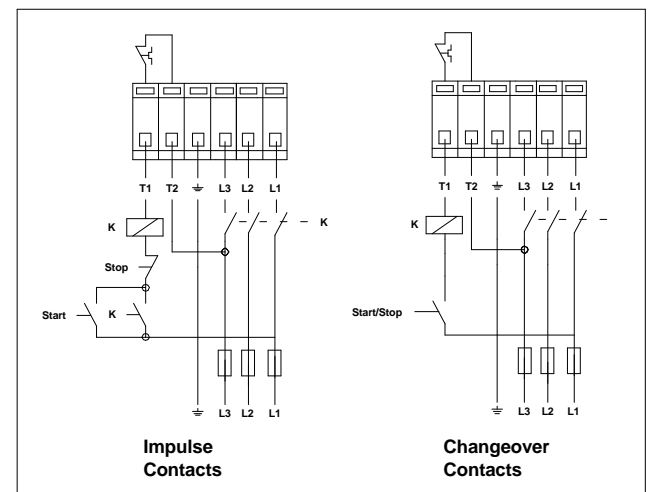 T1 T2 L3 L2 L1
K
K
Stop
Start
K
L3 L2 L1
Impulse
Contacts
T1 T2 L3 L2 L1
K
Start/Stop
L3 L2 L1
Changeover
Contacts